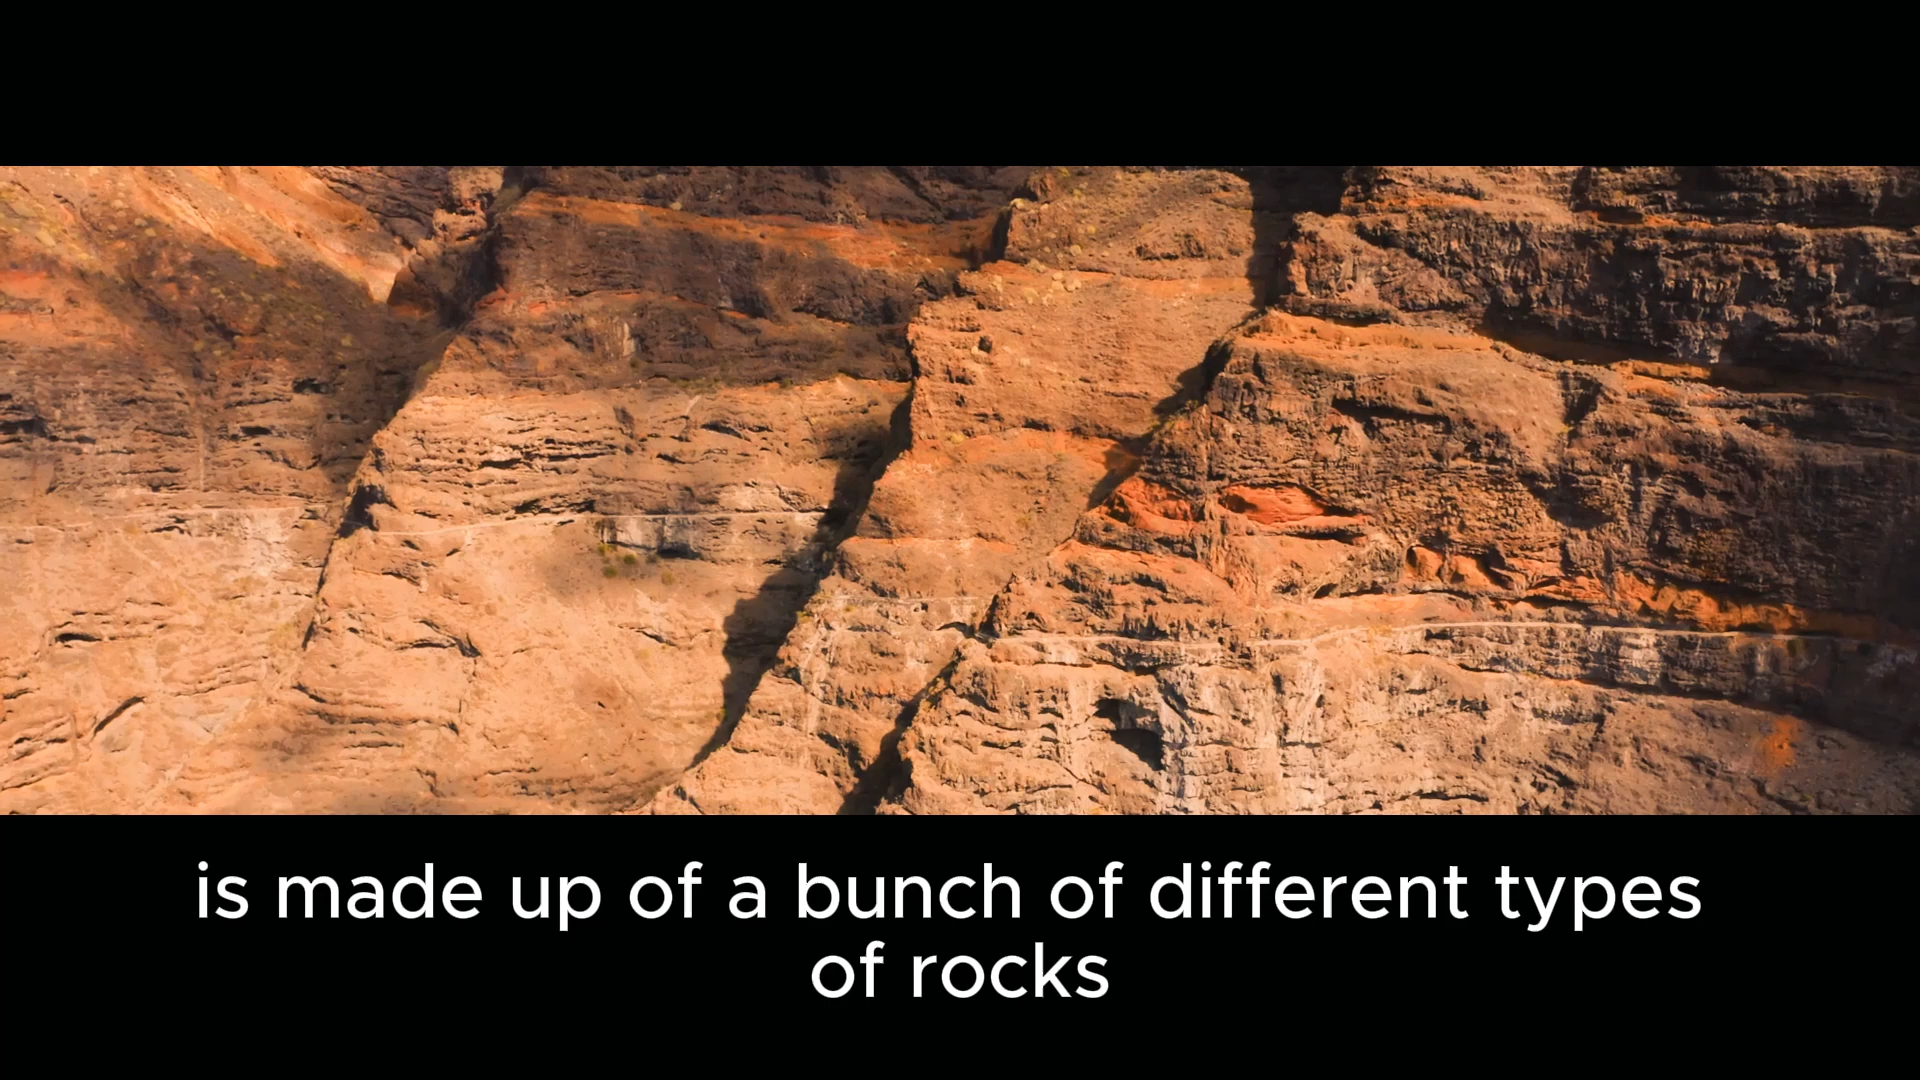 is made up of a bunch of different types
of rocks